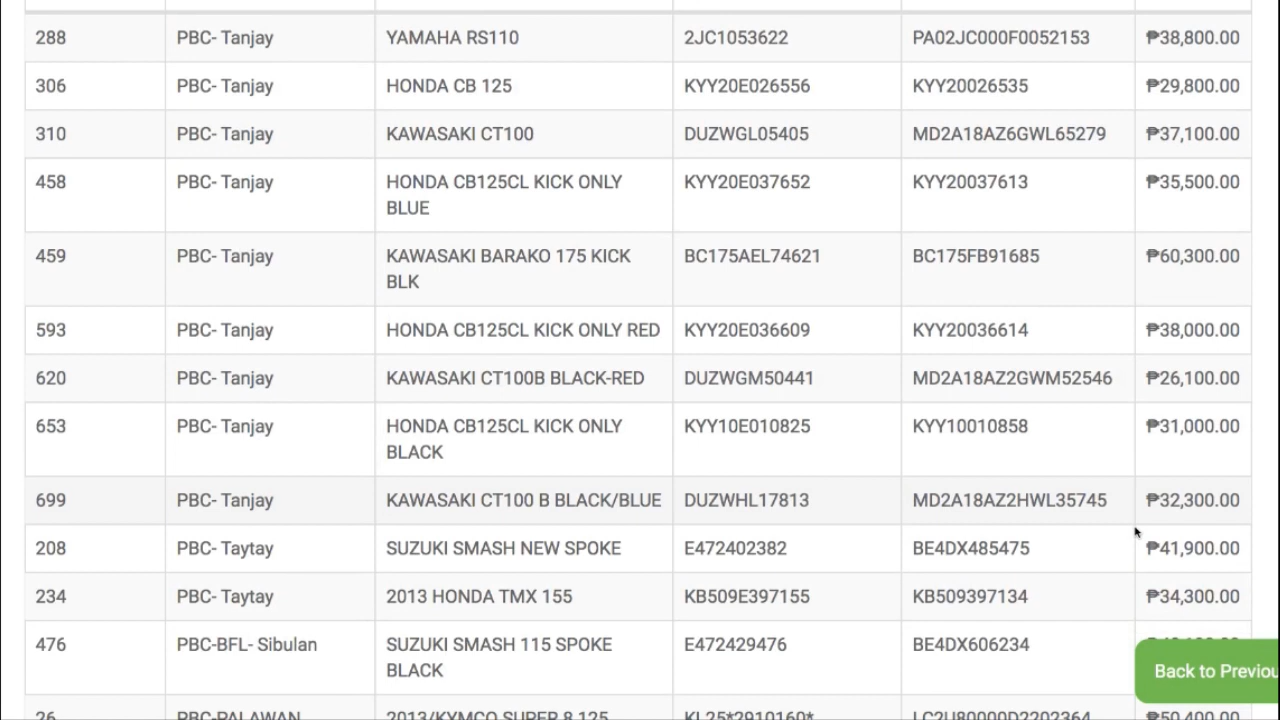 288 PBC- Tanjay YAMAHA RS110 2JC1053622 PA02JC000F0052153 ₱38,800.00
306 PBC- Tanjay HONDA CB 125 KYY20E026556 KYY20026535 ₱29,800.00
310 PBC- Tanjay KAWASAKI CT100 DUZWGL05405 MD2A18AZ6GWL65279 ₱37,100.00
458 PBC- Tanjay HONDA CB125CL KICK ONLY KYY20E037652 KYY20037613 ₱35,500.00
BLUE
459 PBC- Tanjay KAWASAKI BARAKO 175 KICK BC175AEL74621 BC175FB91685 ₱60,300.00
BLK
593 PBC- Tanjay HONDA CB125CL KICK ONLY RED KYY20E036609 KYY20036614 ₱38,000.00
620 PBC- Tanjay KAWASAKI CT100B BLACK-RED DUZWGM50441 MD2A18AZ2GWM52546 ₱26,100.00
653 PBC- Tanjay HONDA CB125CL KICK ONLY KYY10E010825 KYY10010858 ₱31,000.00
BLACK
699 PBC- Tanjay KAWASAKI CT100 B BLACK/BLUE DUZWHL17813 MD2A18AZ2HWL35745 ₱32,300.00
208 PBC- Taytay SUZUKI SMASH NEW SPOKE E472402382 BE4DX485475 ₱41,900.00
234 PBC- Taytay 2013 HONDA TMX 155 KB509E397155 KB509397134 ₱34,300.00
476 PBC-BFL- Sibulan SUZUKI SMASH 115 SPOKE E472429476 BE4DX606234
BLACK
Back to Previou
26 PBC-PALAWAN 2013/KYMCO SUPER 8 125 KL25*2910160* LC2U80000D2202364 ₱50,400.00